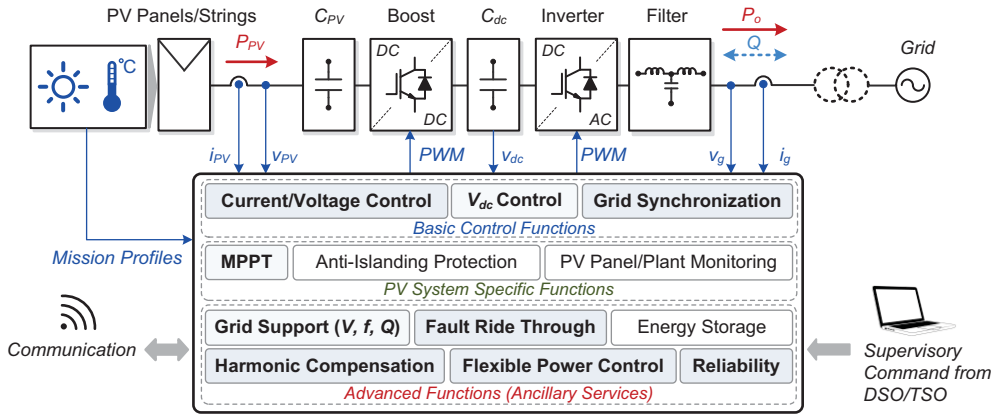 PV Panels/Strings
C_PV
Boost
C_dc
Inverter
Filter
P_o
Q
Grid
P_PV
°C
DC
DC
DC
AC
i_PV
v_PV
PWM
v_dc
PWM
v_g
i_g
Current/Voltage Control
V_dc Control
Grid Synchronization
Basic Control Functions
Mission Profiles
MPPT
Anti-Islanding Protection
PV Panel/Plant Monitoring
PV System Specific Functions
Grid Support (V, f, Q)
Fault Ride Through
Energy Storage
Communication
Harmonic Compensation
Flexible Power Control
Reliability
Advanced Functions (Ancillary Services)
Supervisory
Command from
DSO/TSO